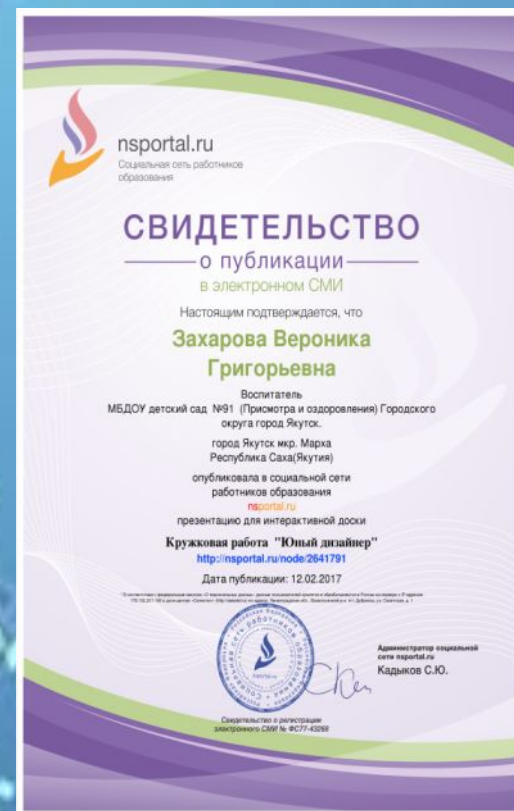 nsportal.ru
Социальная сеть работников
образования
СВИДЕТЕЛЬСТВО
о публикации
в электронном СМИ
Настоящим подтверждается, что
Захарова Вероника
Григорьевна
Воспитатель
МБДОУ детский сад №91 (Присмотра и оздоровления) Городского
округа город Якутск.
город Якутск мкр. Марха
Республика Саха(Якутия)
опубликовала в социальной сети
работников образования
nsportal.ru
презентацию для интерактивной доски
Кружковая работа "Юный дизайнер"
http://nsportal.ru/node/2641791
Дата публикации: 12.02.2017
Администратор социальной
сети nsportal.ru
Кадыков С.Ю.
Свидетельство о регистрации
электронного СМИ № ФС77-43268